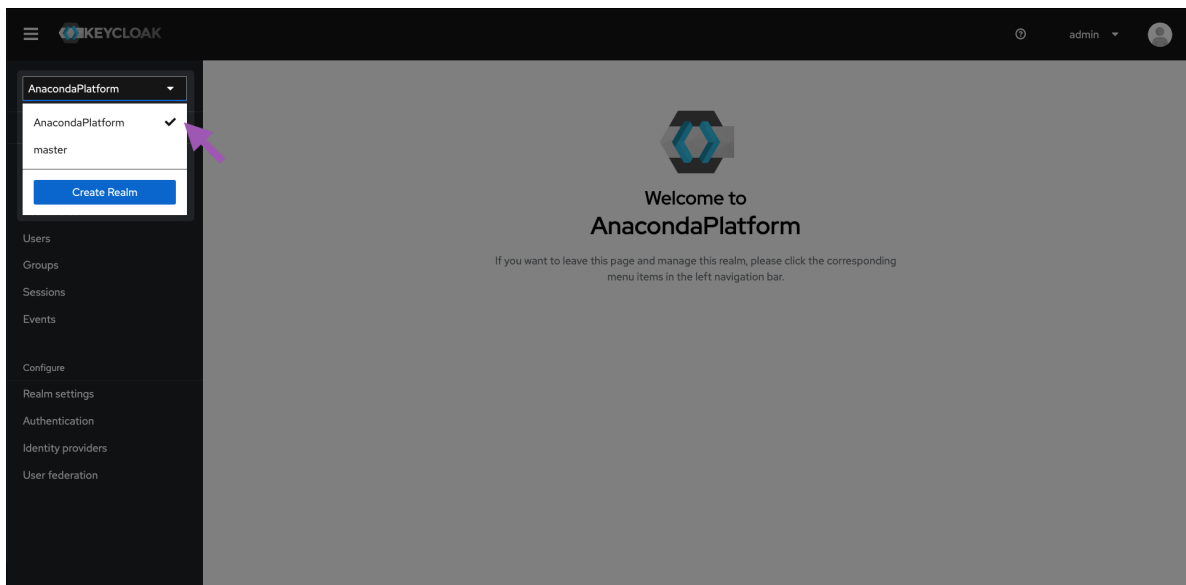 KEYCLOAK
admin
AnacondaPlatform
AnacondaPlatform
master
Create Realm
Users
Groups
Sessions
Events
Configure
Realm settings
Authentication
Identity providers
User federation
Welcome to
AnacondaPlatform
If you want to leave this page and manage this realm, please click the corresponding
menu items in the left navigation bar.